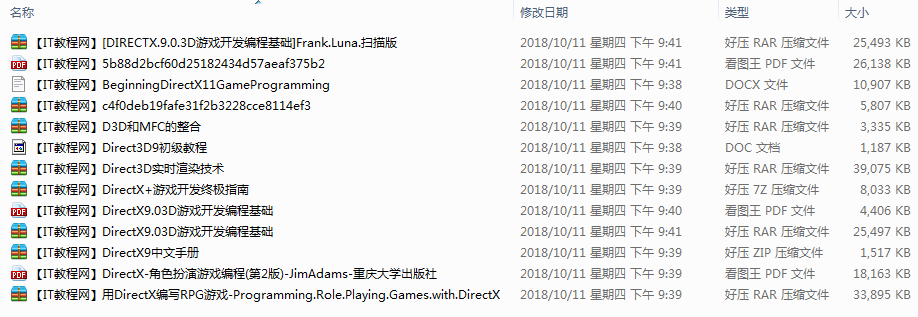 名称 修改日期 类型 大小
【IT教程网】[DIRECTX.9.0.3D游戏开发编程基础]Frank.Luna.扫描版 2018/10/11 星期四 下午 9:41 好压 RAR 压缩文件 25,493 KB
【IT教程网】5b88d2bcf60d25182434d57aeaf375b2 2018/10/11 星期四 下午 9:41 看图王 PDF 文件 26,138 KB
【IT教程网】BeginningDirectX11GameProgramming 2018/10/11 星期四 下午 9:38 DOCX 文件 10,907 KB
【IT教程网】c4f0deb19fafe31f2b3228cce8114ef3 2018/10/11 星期四 下午 9:40 好压 RAR 压缩文件 5,807 KB
【IT教程网】D3D和MFC的整合 2018/10/11 星期四 下午 9:39 好压 RAR 压缩文件 3,335 KB
【IT教程网】Direct3D9初级教程 2018/10/11 星期四 下午 9:38 DOC 文档 1,187 KB
【IT教程网】Direct3D实时渲染技术 2018/10/11 星期四 下午 9:39 好压 RAR 压缩文件 39,075 KB
【IT教程网】DirectX+游戏开发终极指南 2018/10/11 星期四 下午 9:39 好压 7Z 压缩文件 8,033 KB
【IT教程网】DirectX9.03D游戏开发编程基础 2018/10/11 星期四 下午 9:40 看图王 PDF 文件 4,406 KB
【IT教程网】DirectX9.03D游戏开发编程基础 2018/10/11 星期四 下午 9:41 好压 RAR 压缩文件 25,497 KB
【IT教程网】DirectX9中文手册 2018/10/11 星期四 下午 9:39 好压 ZIP 压缩文件 1,517 KB
【IT教程网】DirectX-角色扮演游戏编程(第2版)-JimAdams-重庆大学出版社 2018/10/11 星期四 下午 9:39 看图王 PDF 文件 18,163 KB
【IT教程网】用DirectX编写RPG游戏-Programming.Role.Playing.Games.with.DirectX 2018/10/11 星期四 下午 9:39 好压 RAR 压缩文件 33,895 KB